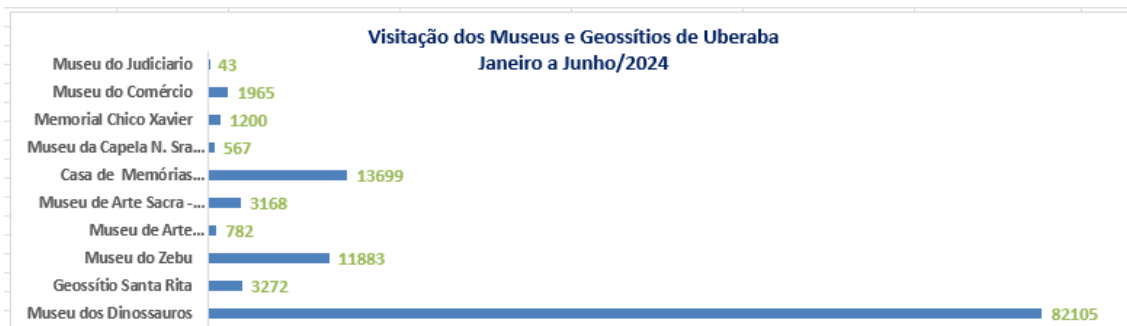 Visitação dos Museus e Geossítios de Uberaba
Janeiro a Junho/2024
Museu do Judiciario 43
Museu do Comércio 1965
Memorial Chico Xavier 1200
Museu da Capela N. Sra... 567
Casa de Memórias... 13699
Museu de Arte Sacra -... 3168
Museu de Arte... 782
Museu do Zebu 11883
Geossítio Santa Rita 3272
Museu dos Dinossauros 82105